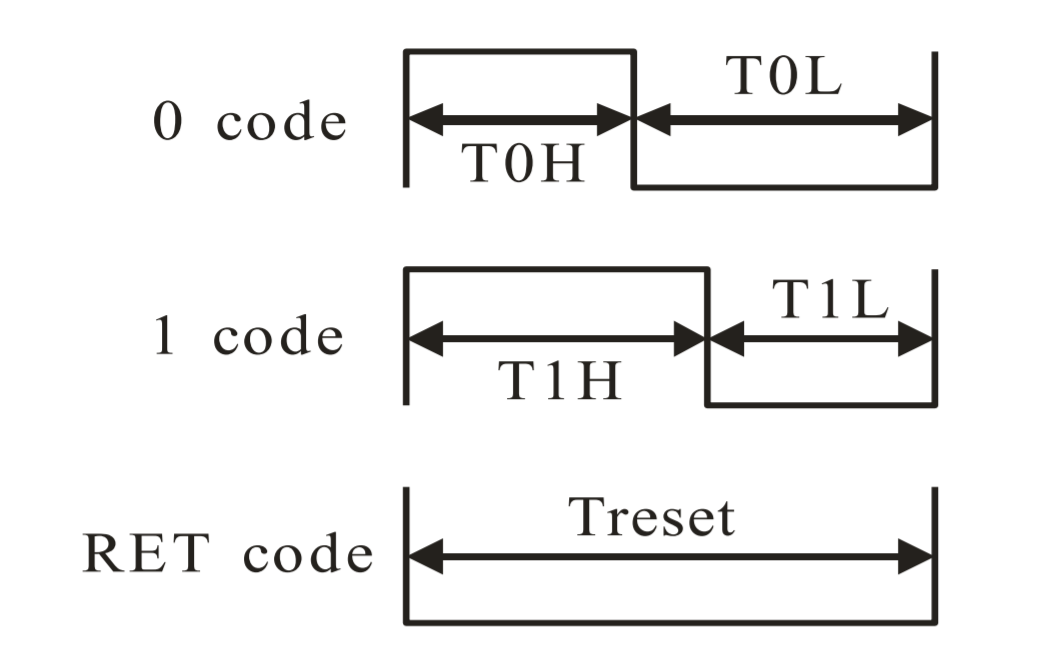 T0L
0 code
T0H
T1L
1 code
T1H
Treset
RET code